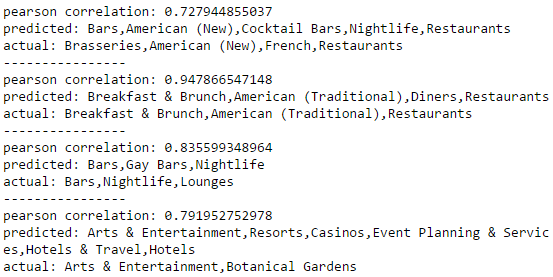 pearson correlation: 0.727944855037
predicted: Bars,American (New),Cocktail Bars,Nightlife,Restaurants
actual: Brasseries,American (New),French,Restaurants
----------------
pearson correlation: 0.947866547148
predicted: Breakfast & Brunch,American (Traditional),Diners,Restaurants
actual: Breakfast & Brunch,American (Traditional),Restaurants
----------------
pearson correlation: 0.835599348964
predicted: Bars,Gay Bars,Nightlife
actual: Bars,Nightlife,Lounges
----------------
pearson correlation: 0.791952752978
predicted: Arts & Entertainment,Resorts,Casinos,Event Planning & Servic
es,Hotels & Travel,Hotels
actual: Arts & Entertainment,Botanical Gardens